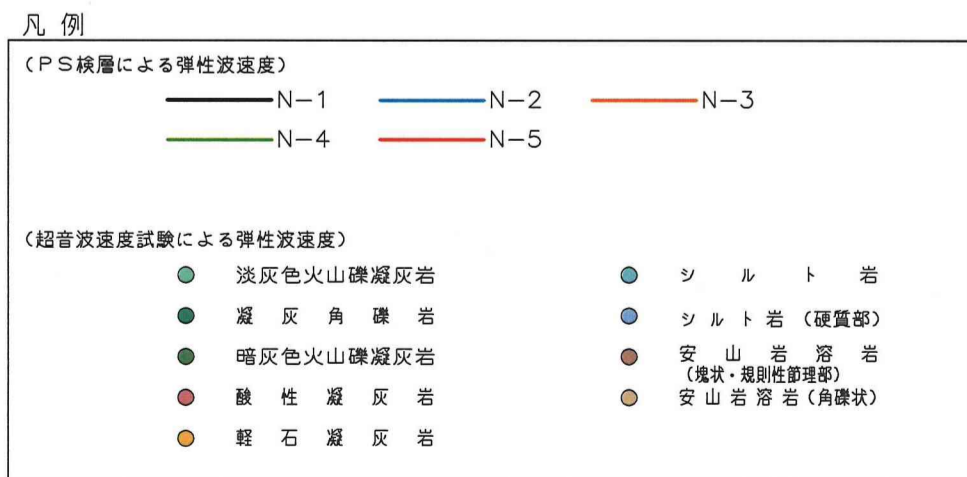 凡例
(PS検層による弾性波速度)
N-1 N-2 N-3
N-4 N-5
(超音波速度試験による弾性波速度)
淡灰色火山礫凝灰岩 シルト岩
凝灰角礫岩 シルト岩(硬質部)
暗灰色火山礫凝灰岩 安山岩溶岩
(塊状・規則性節理部)
酸性凝灰岩 安山岩溶岩(角礫状)
軽石凝灰岩